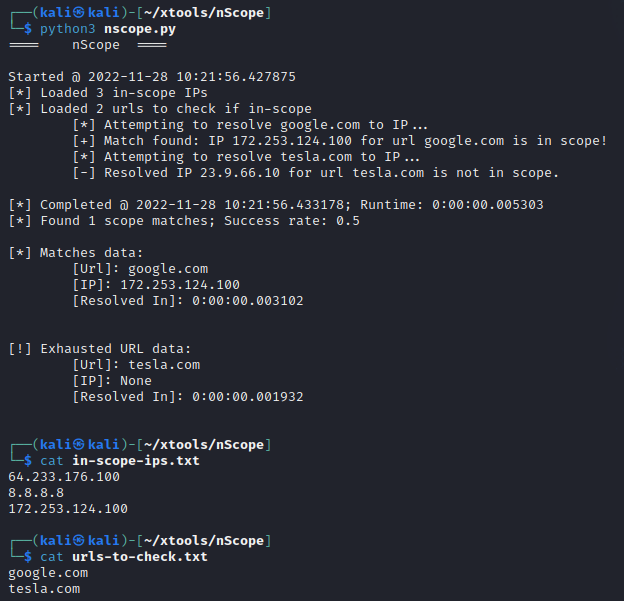 ┌──(kali㉿kali)-[~/xtools/nScope]
└─$ python3 nscope.py
════    nScope  ════
Started @ 2022-11-28 10:21:56.427875
[*] Loaded 3 in-scope IPs
[*] Loaded 2 urls to check if in-scope
        [*] Attempting to resolve google.com to IP...
        [+] Match found: IP 172.253.124.100 for url google.com is in scope!
        [*] Attempting to resolve tesla.com to IP...
        [-] Resolved IP 23.9.66.10 for url tesla.com is not in scope.
[*] Completed @ 2022-11-28 10:21:56.433178; Runtime: 0:00:00.005303
[*] Found 1 scope matches; Success rate: 0.5
[*] Matches data:
        [Url]: google.com
        [IP]: 172.253.124.100
        [Resolved In]: 0:00:00.003102
[!] Exhausted URL data:
        [Url]: tesla.com
        [IP]: None
        [Resolved In]: 0:00:00.001932
┌──(kali㉿kali)-[~/xtools/nScope]
└─$ cat in-scope-ips.txt
64.233.176.100
8.8.8.8
172.253.124.100
┌──(kali㉿kali)-[~/xtools/nScope]
└─$ cat urls-to-check.txt
google.com
tesla.com